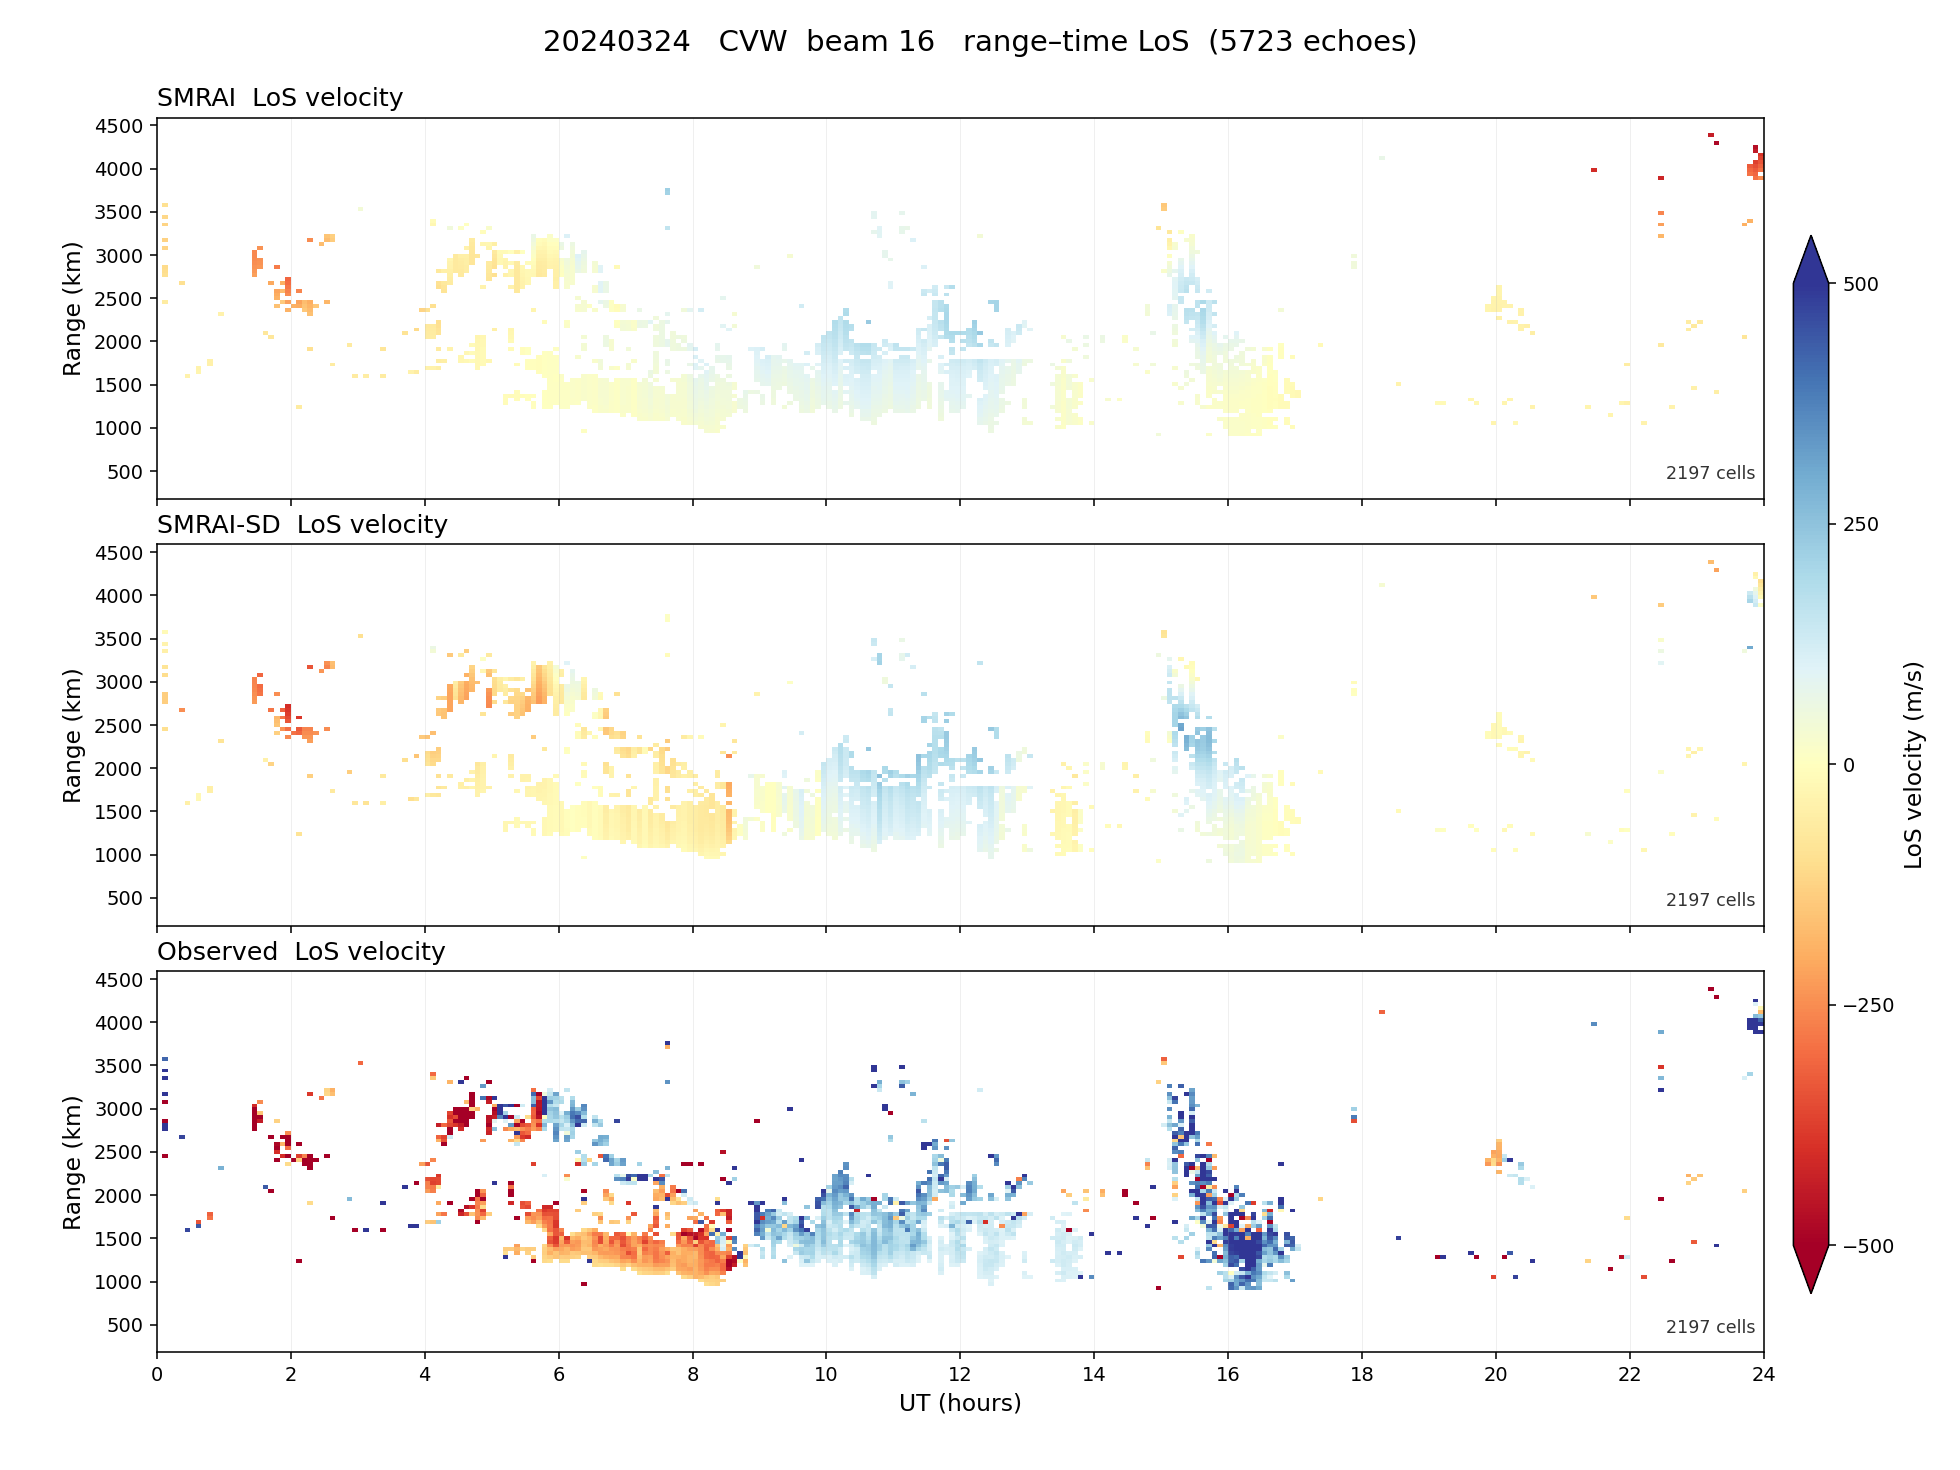 20240324   CVW  beam 16   range–time LoS  (5723 echoes)
SMRAI  LoS velocity
4500
4000
3500
3000
2500
2000
1500
1000
500
Range (km)
2197 cells
SMRAI-SD  LoS velocity
4500
4000
3500
3000
2500
2000
1500
1000
500
Range (km)
2197 cells
Observed  LoS velocity
4500
4000
3500
3000
2500
2000
1500
1000
500
Range (km)
2197 cells
0 2 4 6 8 10 12 14 16 18 20 22 24
UT (hours)
500
250
0
−250
−500
LoS velocity (m/s)